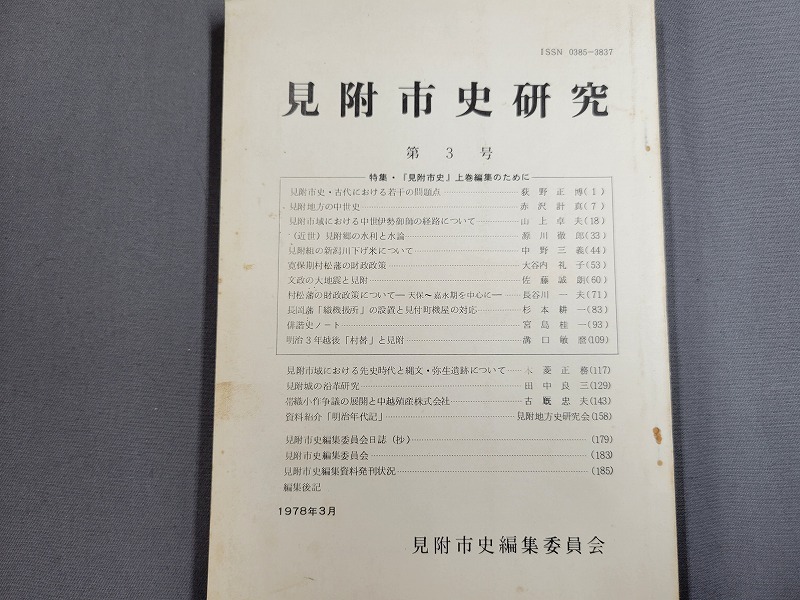 ISSN 0385-3837
見附市史研究
第 3 号
特集・『見附市史』上巻編集のために
見附市史・古代における若干の問題点 荻野正博(1)
見附地方の中世史 赤沢計真(7)
見附市域における中世伊勢御師の経路について 山上卓夫(18)
（近世）見附郷の水利と水論 原川徹郎(33)
見附組の新潟川下げ米について 中野三義(44)
寛保期村松藩の財政政策 大谷内礼子(53)
文政の大地震と見附 佐藤誠朗(60)
村松藩の財政政策について―天保～嘉永期を中心に― 長谷川一夫(71)
長岡藩「織機扱所」の設置と見付町機屋の対応 杉本耕一(83)
俳諧史ノート 宮島桂一(93)
明治3年越後「村替」と見附 溝口敏麿(109)
見附市域における先史時代と縄文・弥生遺跡について 菱正務(117)
見附城の沿革研究 田中良三(129)
帯織小作争議の展開と中越殖産株式会社 古厩忠夫(143)
資料紹介「明治年代記」 見附地方史研究会(158)
見附市史編集委員会日誌（抄） (179)
見附市史編集委員会 (183)
見附市史編集資料発刊状況 (185)
編集後記
1978年3月
見附市史編集委員会